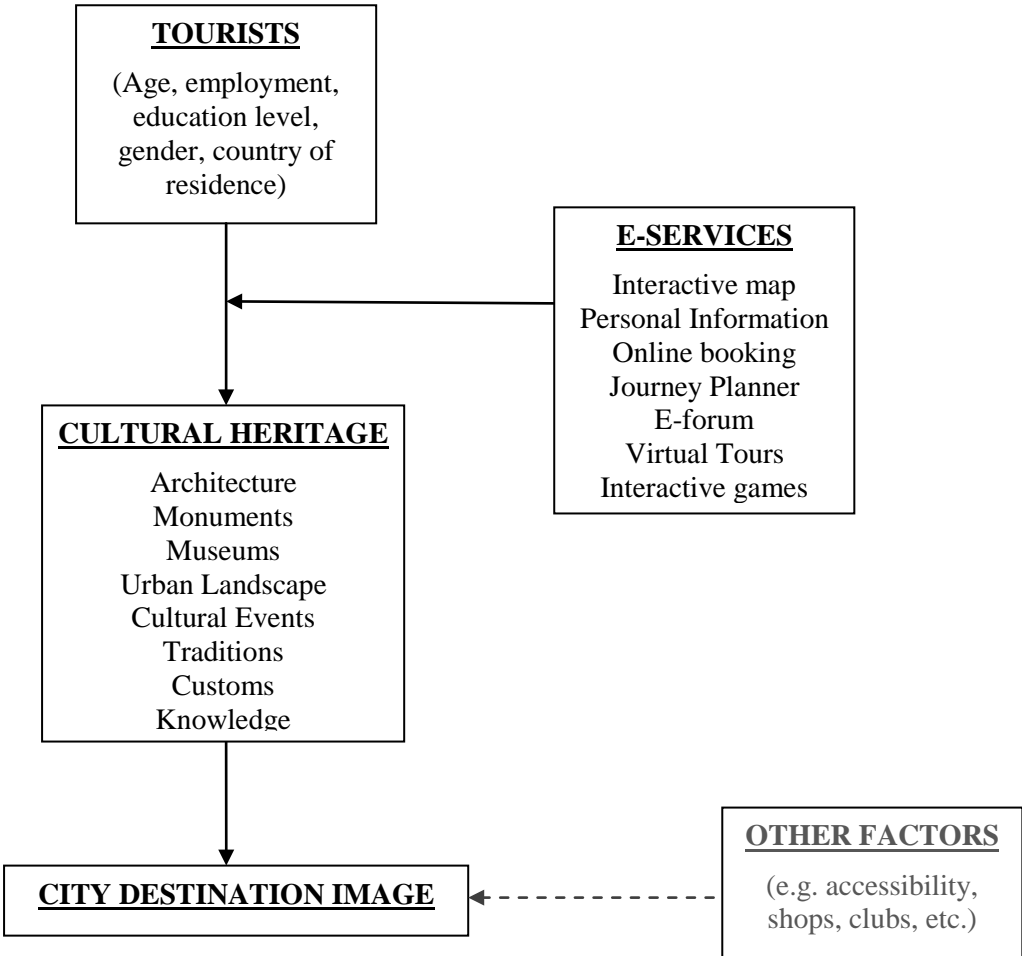 TOURISTS
(Age, employment,
education level,
gender, country of
residence)
E-SERVICES
Interactive map
Personal Information
Online booking
Journey Planner
E-forum
Virtual Tours
Interactive games
CULTURAL HERITAGE
Architecture
Monuments
Museums
Urban Landscape
Cultural Events
Traditions
Customs
Knowledge
OTHER FACTORS
(e.g. accessibility,
shops, clubs, etc.)
CITY DESTINATION IMAGE